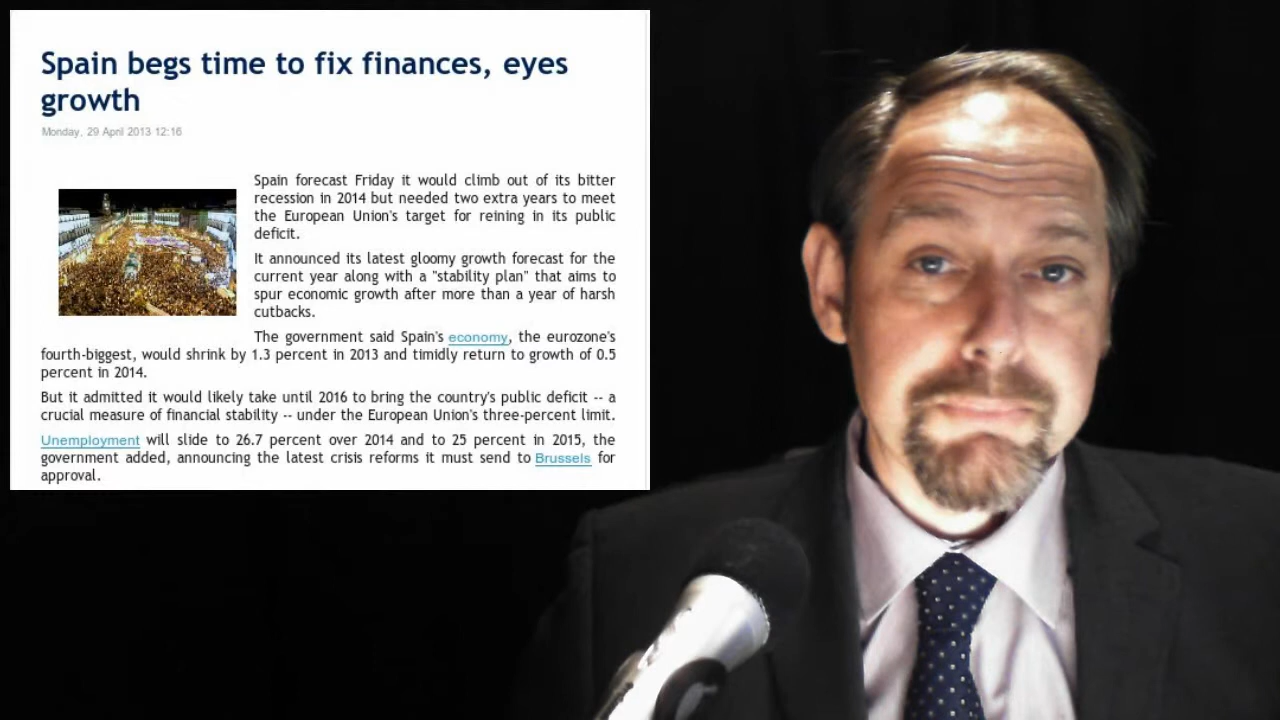 Spain begs time to fix finances, eyes
growth
Monday, 29 April 2013 12:16
Spain forecast Friday it would climb out of its bitter
recession in 2014 but needed two extra years to meet
the European Union's target for reining in its public
deficit.
It announced its latest gloomy growth forecast for the
current year along with a "stability plan" that aims to
spur economic growth after more than a year of harsh
cutbacks.
The government said Spain's economy, the eurozone's
fourth-biggest, would shrink by 1.3 percent in 2013 and timidly return to growth of 0.5
percent in 2014.
But it admitted it would likely take until 2016 to bring the country's public deficit -- a
crucial measure of financial stability -- under the European Union's three-percent limit.
Unemployment will slide to 26.7 percent over 2014 and to 25 percent in 2015, the
government added, announcing the latest crisis reforms it must send to Brussels for
approval.